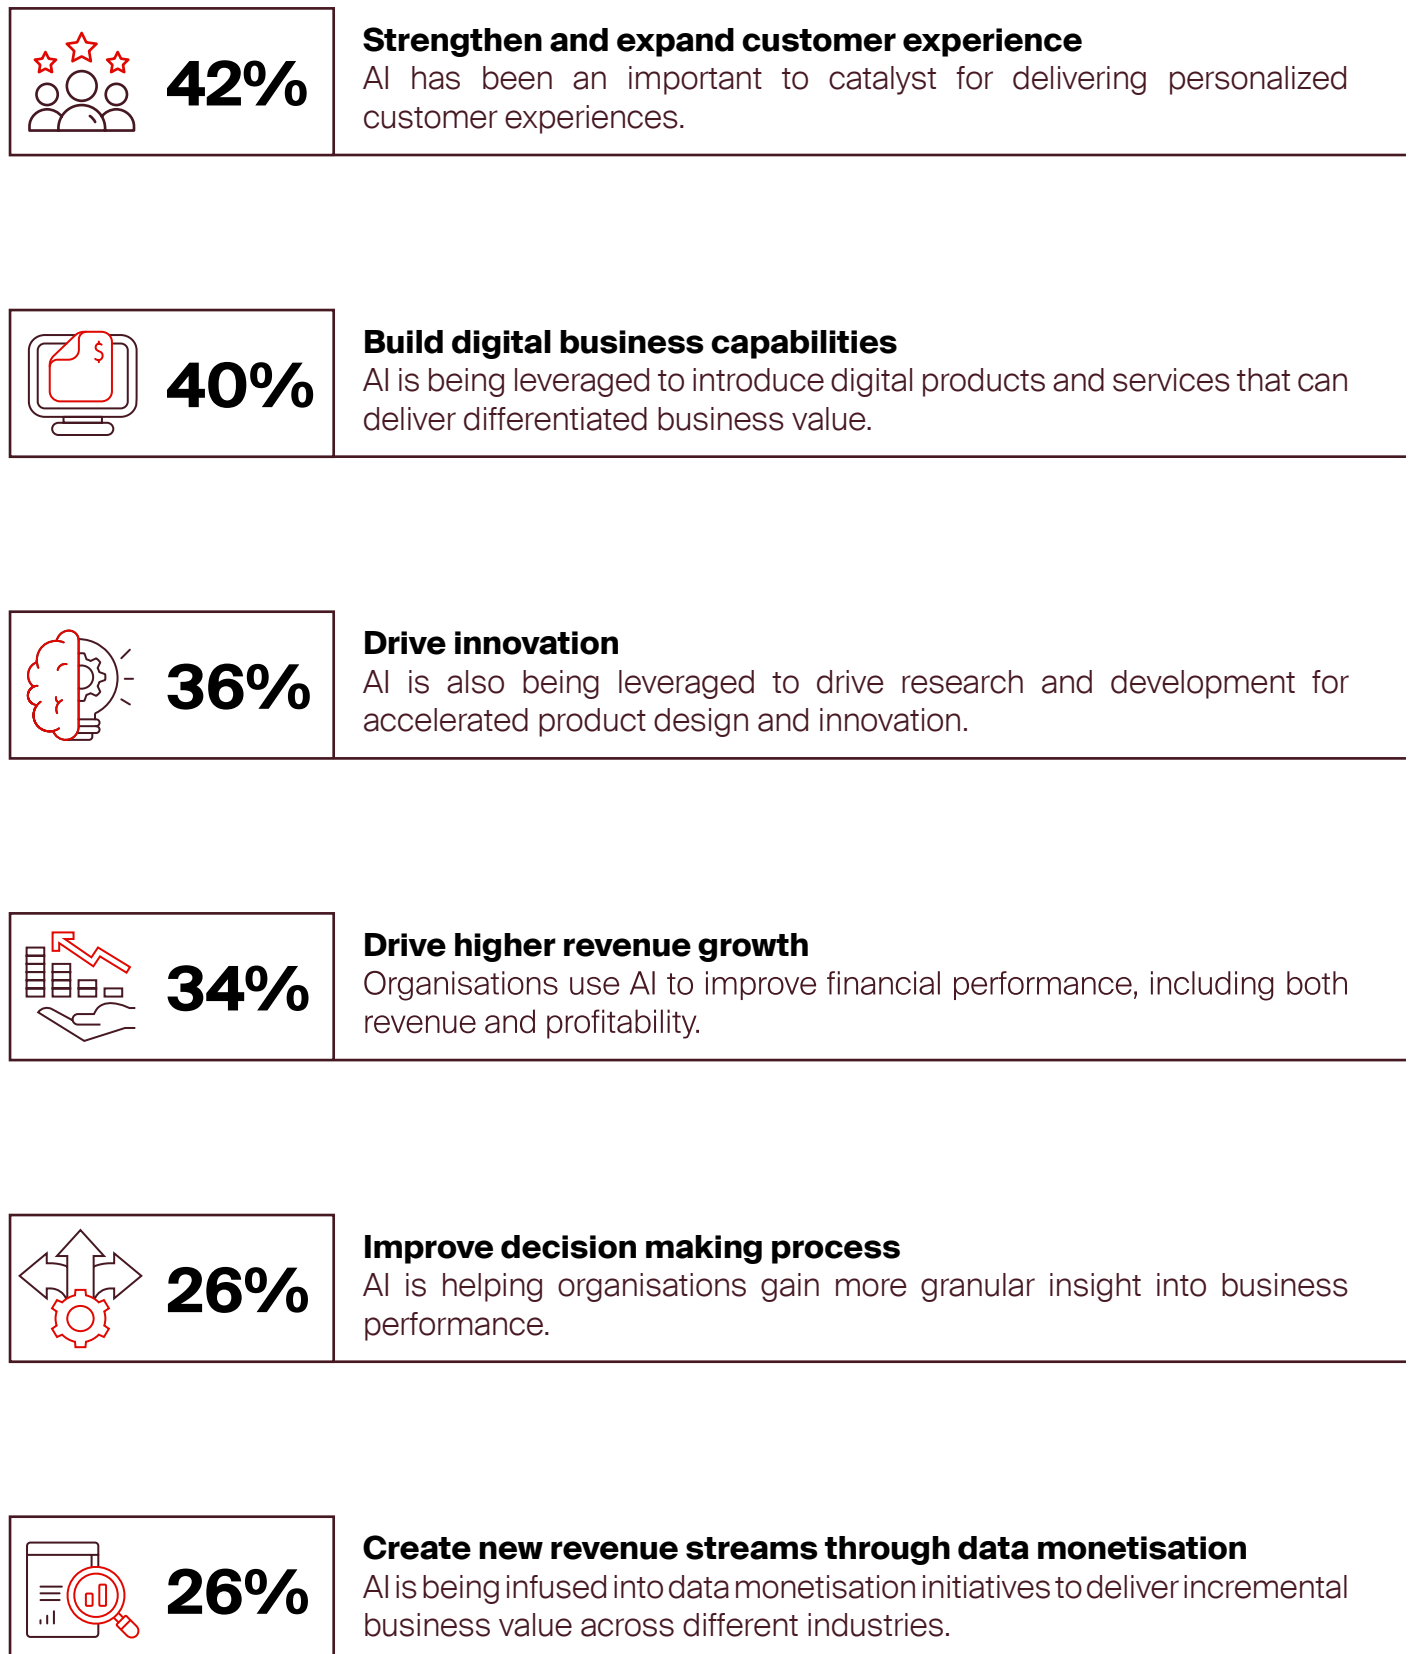 42%
Strengthen and expand customer experience
AI has been an important to catalyst for delivering personalized
customer experiences.
$
40%
Build digital business capabilities
AI is being leveraged to introduce digital products and services that can
deliver differentiated business value.
36%
Drive innovation
AI is also being leveraged to drive research and development for
accelerated product design and innovation.
34%
Drive higher revenue growth
Organisations use AI to improve financial performance, including both
revenue and profitability.
26%
Improve decision making process
AI is helping organisations gain more granular insight into business
performance.
26%
Create new revenue streams through data monetisation
AI is being infused into data monetisation initiatives to deliver incremental
business value across different industries.